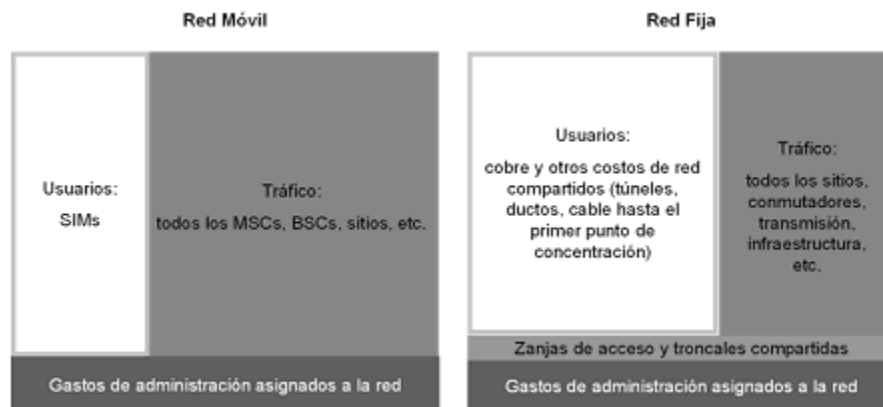 Red Móvil
Usuarios:
SIMs
Tráfico:
todos los MSCs, BSCs, sitios, etc.
Gastos de administración asignados a la red
Red Fija
Usuarios:
cobre y otros costos de red
compartidos (túneles,
ductos, cable hasta el
primer punto de
concentración)
Tráfico:
todos los sitios,
conmutadores,
transmisión,
infraestructura,
etc.
Zanjas de acceso y troncales compartidas
Gastos de administración asignados a la red